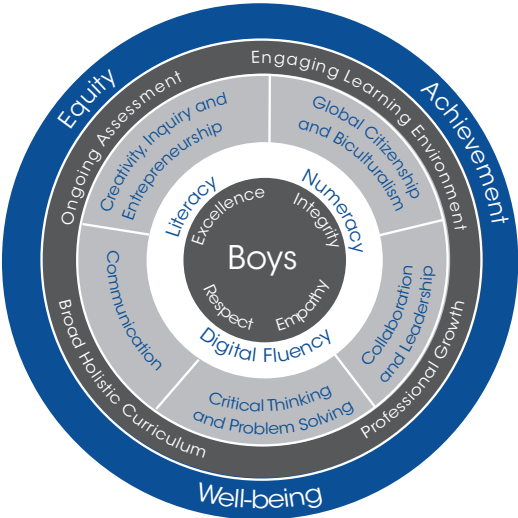 Equity
Achievement
Well-being
Ongoing Assessment
Engaging Learning Environment
Professional Growth
Broad Holistic Curriculum
Creativity, Inquiry and
Entrepreneurship
Global Citizenship
and Biculturalism
Collaboration
and Leadership
Critical Thinking
and Problem Solving
Communication
Literacy
Numeracy
Digital Fluency
Excellence
Integrity
Empathy
Respect
Boys